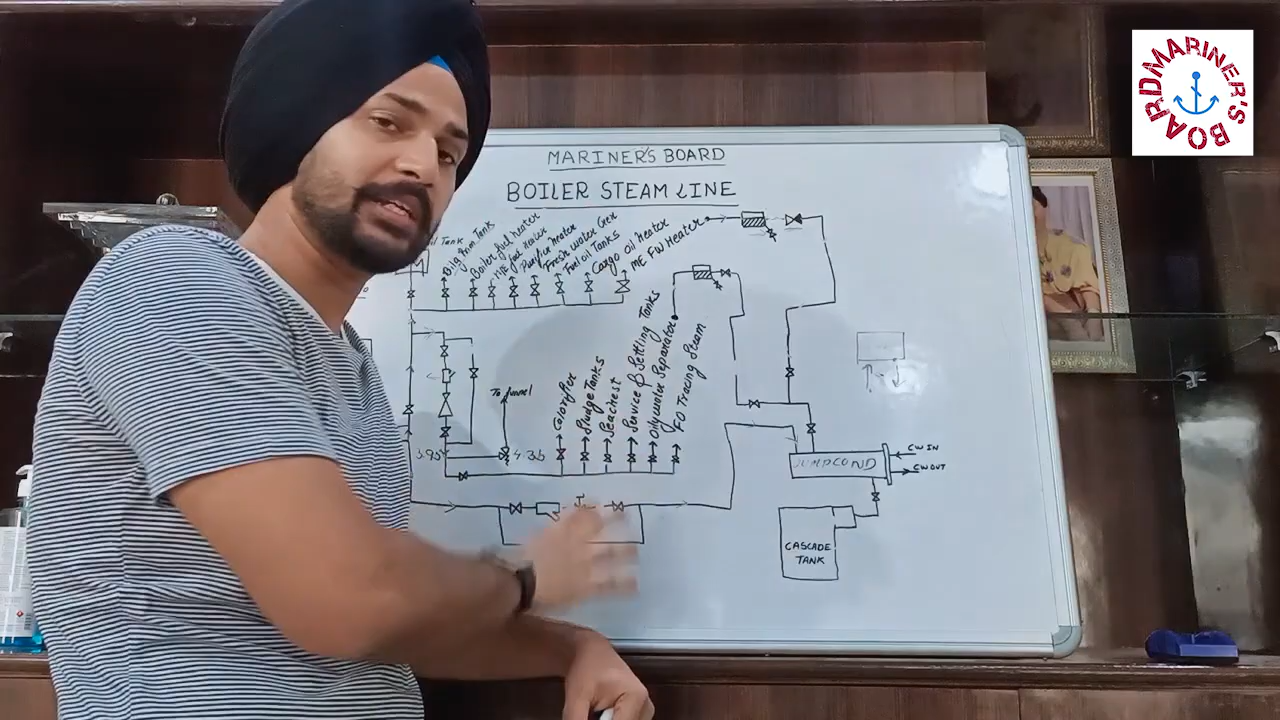 MARINER'S BOARD
MARINER'S BOARD
BOILER STEAM LINE
Tank
Boiler fuel heater
Purifier Heater
Fresh water Gen
Fuel oil Tanks
Cargo oil Heater
ME FW Heater
To funnel
Calorifier
Sludge Tanks
Seachest
Service & Settling Tanks
Oily water Separator
FO Tracing Steam
DUMP COND
CW IN
CW OUT
CASCADE
TANK